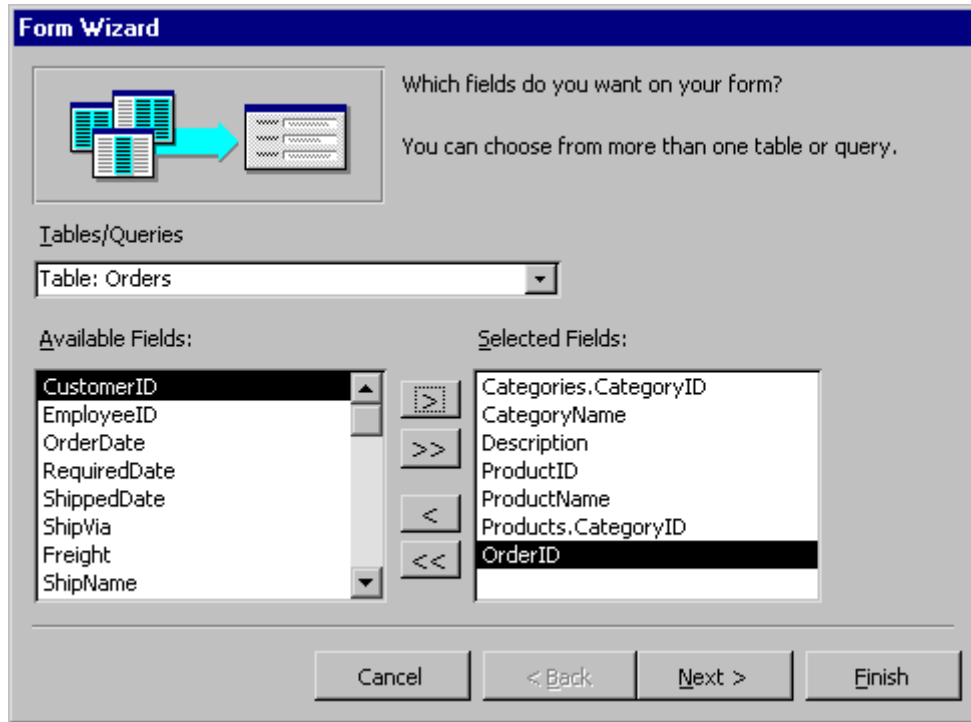 Form Wizard
Which fields do you want on your form?
You can choose from more than one table or query.
Tables/Queries
Table: Orders
Available Fields:
Selected Fields:
CustomerID
EmployeeID
OrderDate
RequiredDate
ShippedDate
ShipVia
Freight
ShipName
>
>>
<
<<
Categories.CategoryID
CategoryName
Description
ProductID
ProductName
Products.CategoryID
OrderID
Cancel
< Back
Next >
Finish